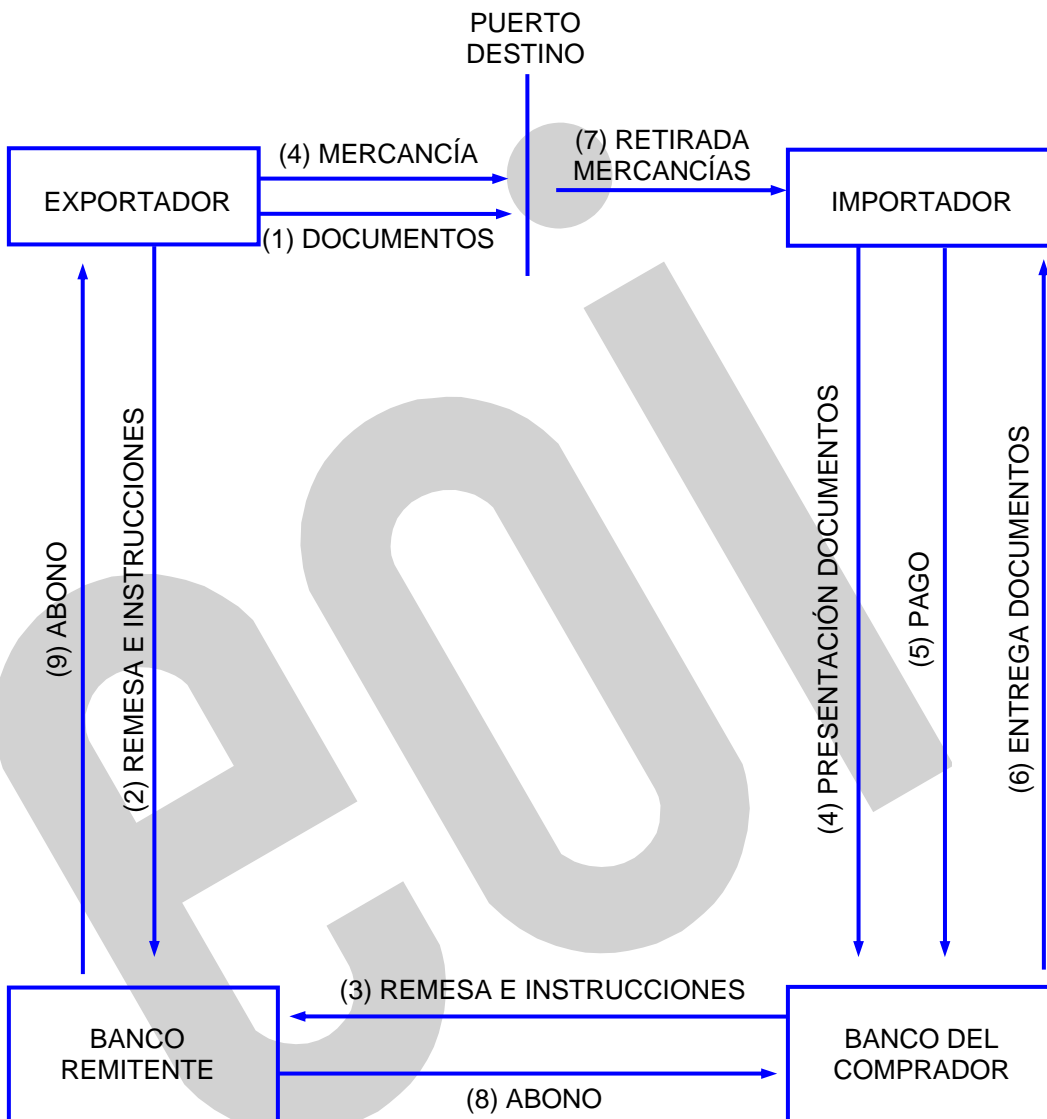 PUERTO
DESTINO
(4) MERCANCÍA
(7) RETIRADA
MERCANCÍAS
EXPORTADOR
IMPORTADOR
(1) DOCUMENTOS
(9) ABONO
(2) REMESA E INSTRUCCIONES
(4) PRESENTACIÓN DOCUMENTOS
(5) PAGO
(6) ENTREGA DOCUMENTOS
(3) REMESA E INSTRUCCIONES
BANCO
REMITENTE
BANCO DEL
COMPRADOR
(8) ABONO
eoi